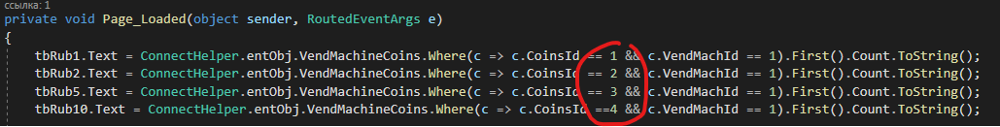 ссылка: 1
private void Page_Loaded(object sender, RoutedEventArgs e)
{
tbRub1.Text = ConnectHelper.entObj.VendMachineCoins.Where(c => c.CoinsId == 1 && c.VendMachId == 1).First().Count.ToString();
tbRub2.Text = ConnectHelper.entObj.VendMachineCoins.Where(c => c.CoinsId == 2 && c.VendMachId == 1).First().Count.ToString();
tbRub5.Text = ConnectHelper.entObj.VendMachineCoins.Where(c => c.CoinsId == 3 && c.VendMachId == 1).First().Count.ToString();
tbRub10.Text = ConnectHelper.entObj.VendMachineCoins.Where(c => c.CoinsId ==4 && c.VendMachId == 1).First().Count.ToString();